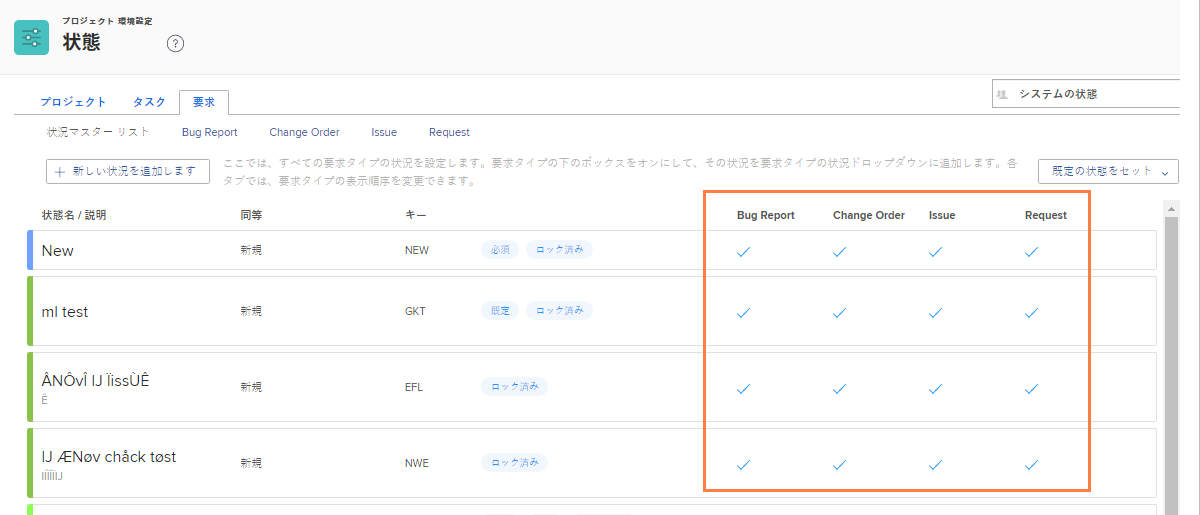 プロジェクト 環境設定
状態
?
システムの状態
プロジェクト タスク 要求
状況マスター リスト Bug Report Change Order Issue Request
新しい状況を追加します
ここでは、すべての要求タイプの状況を設定します。要求タイプの下のボックスをオンにして、その状況を要求タイプの状況ドロップダウンに追加します。各
タブでは、要求タイプの表示順序を変更できます。
既定の状態をセット
状態名 / 説明 同等 キー Bug Report Change Order Issue Request
New 新規 NEW 必須 ロック済み
ml test 新規 GKT 既定 ロック済み
ÂNÔvÎ IJ ÏissÙÊ 新規 EFL ロック済み
Ê
IJ ÆNøv chåck tøst 新規 NWE ロック済み